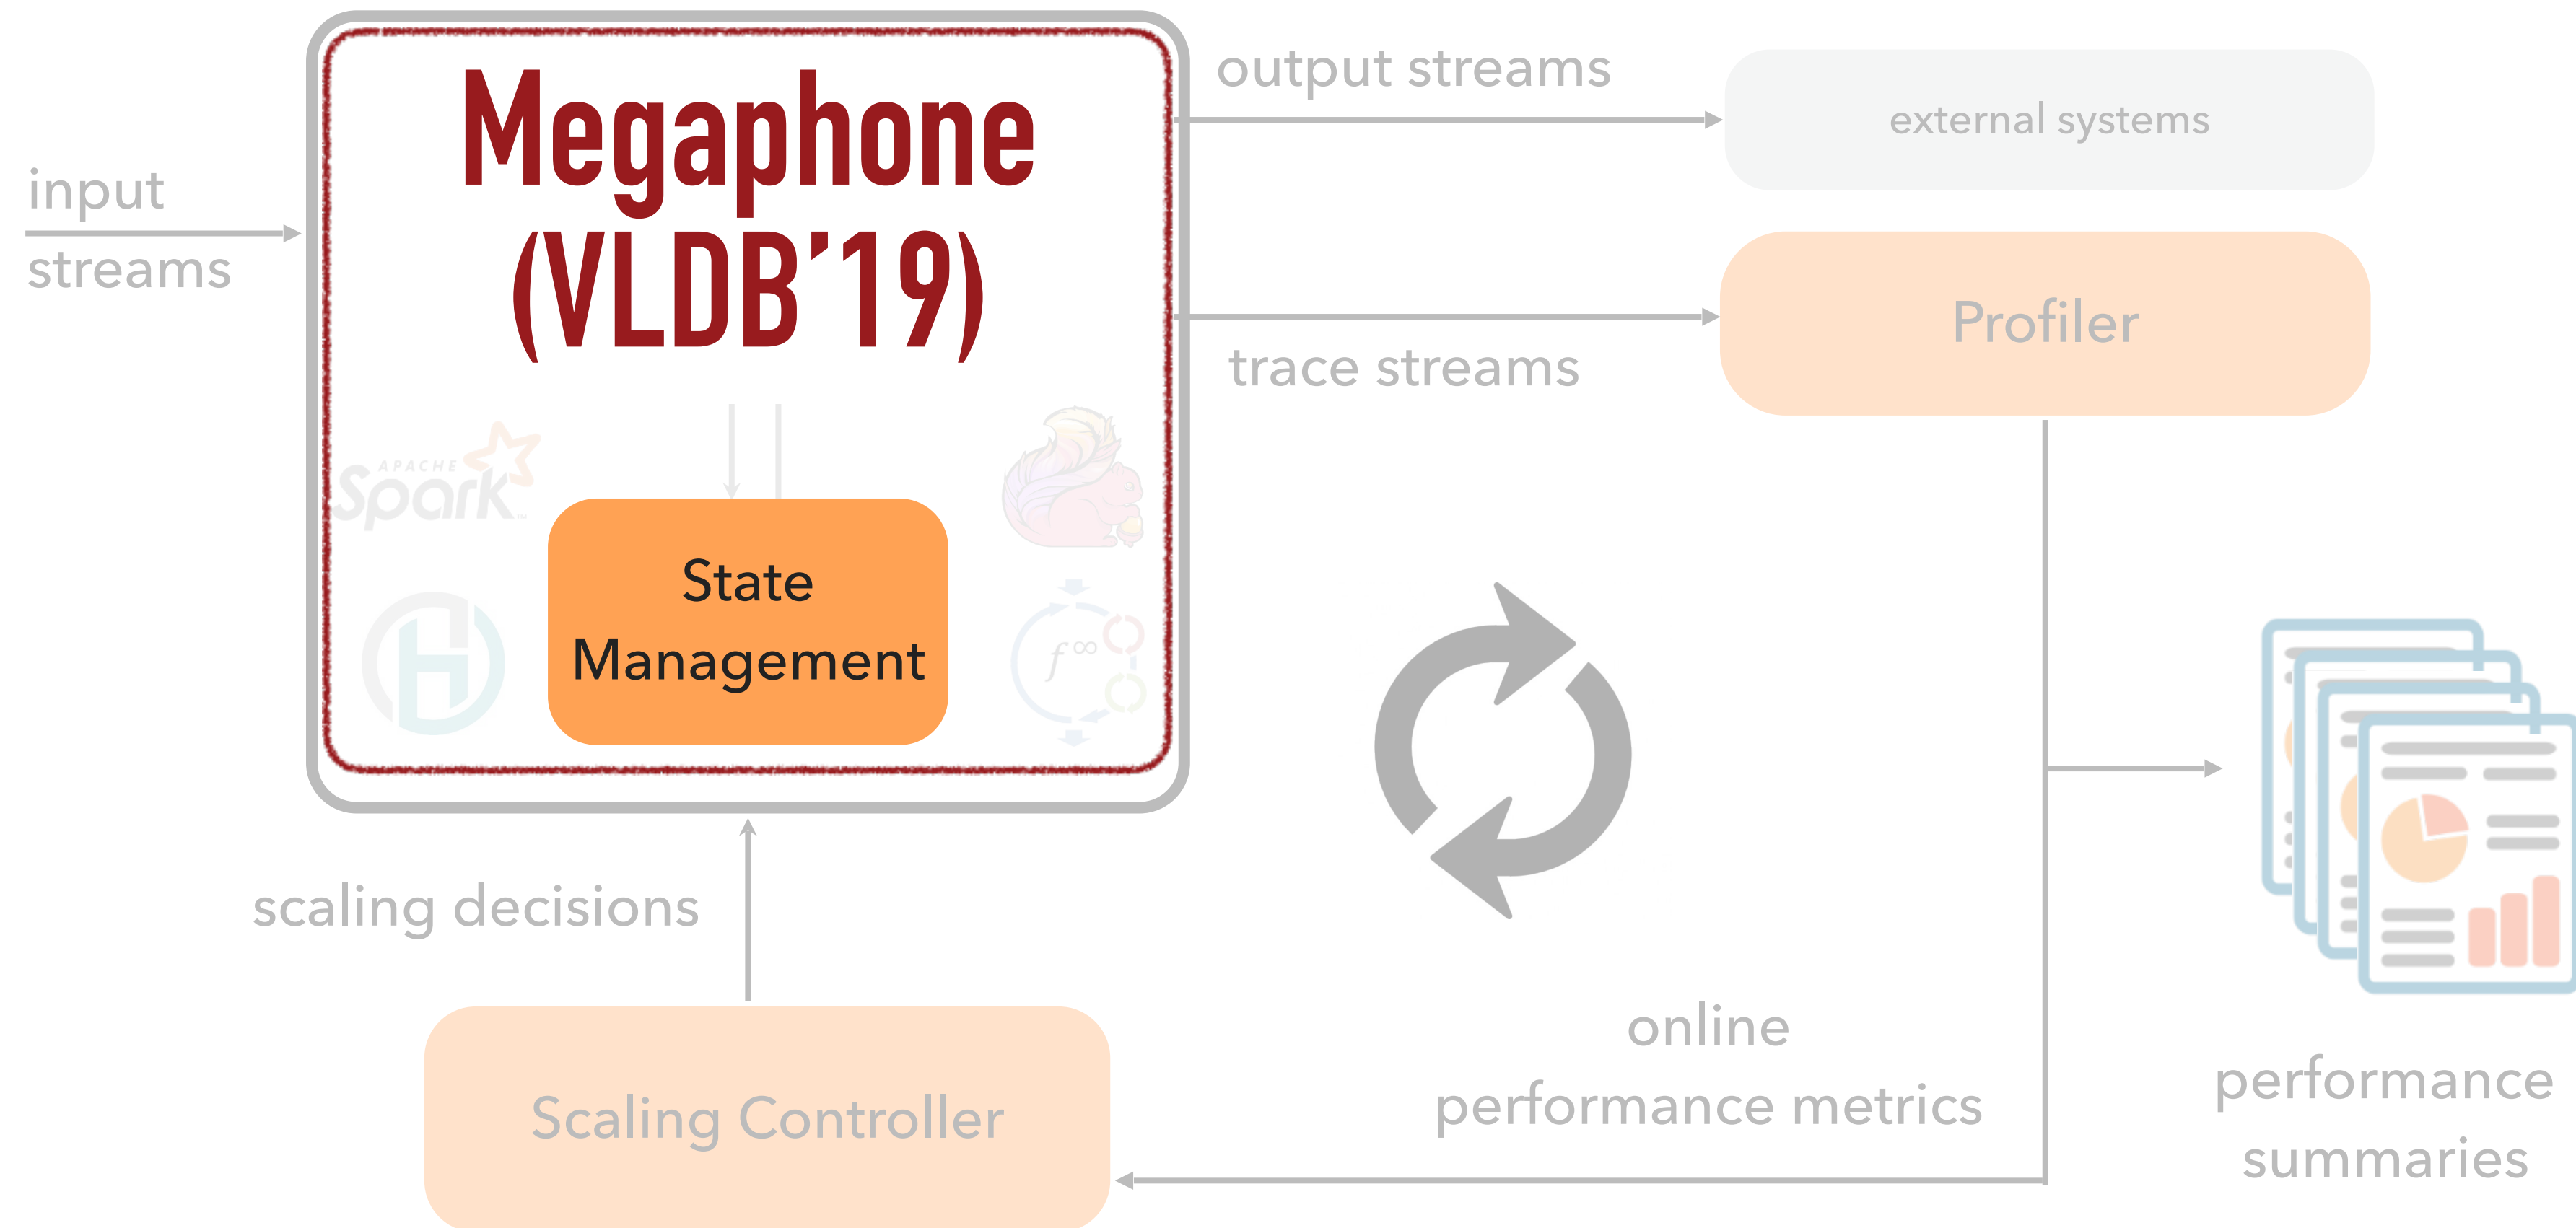 Megaphone
(VLDB’19)
input
streams
output streams
external systems
trace streams
Profiler
APACHE
Spark
TM
State
Management
f∞
scaling decisions
Scaling Controller
online
performance metrics
performance
summaries